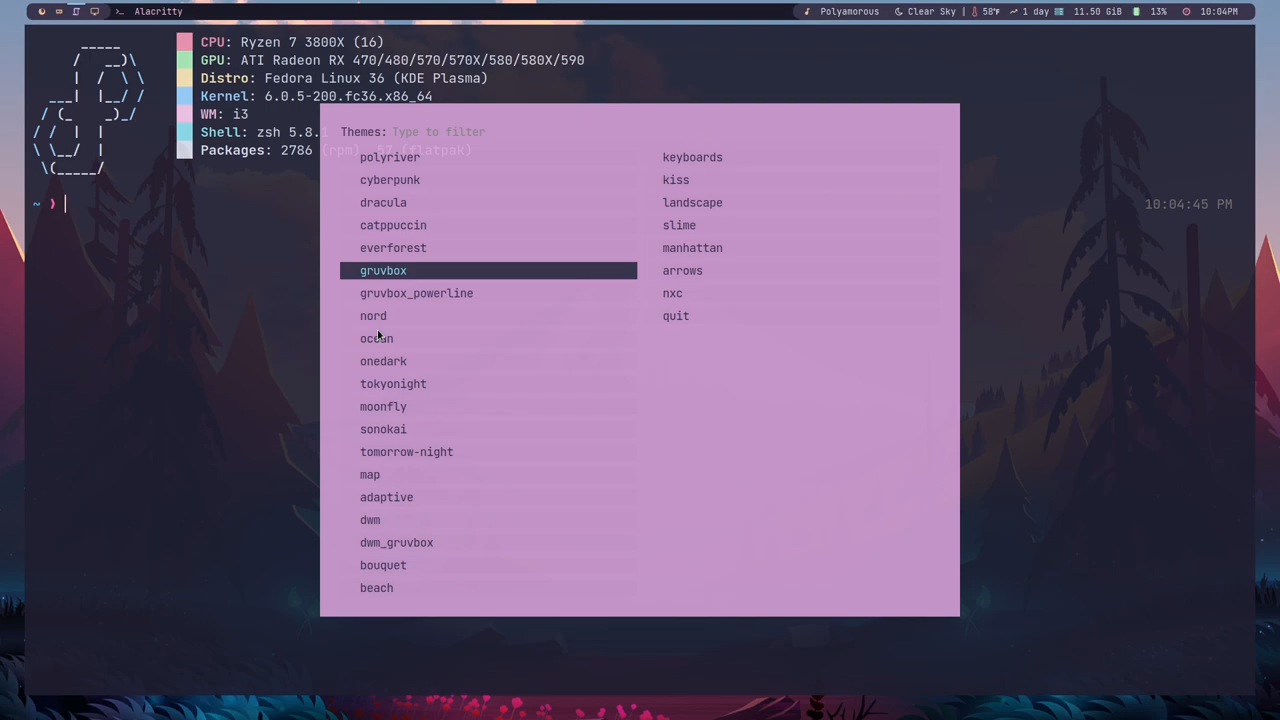 >_ Alacritty
Polyamorous Clear Sky | 58°F 1 day 11.50 GiB 13% 10:04PM
CPU: Ryzen 7 3800X (16)
GPU: ATI Radeon RX 470/480/570/570X/580/580X/590
Distro: Fedora Linux 36 (KDE Plasma)
Kernel: 6.0.5-200.fc36.x86_64
WM: i3
Shell: zsh 5.8.1
Packages: 2786 (rpm), 57 (flatpak)
~ ❯
10:04:45 PM
Themes: Type to filter
polyriver
cyberpunk
dracula
catppuccin
everforest
gruvbox
gruvbox_powerline
nord
ocean
onedark
tokyonight
moonfly
sonokai
tomorrow-night
map
adaptive
dwm
dwm_gruvbox
bouquet
beach
keyboards
kiss
landscape
slime
manhattan
arrows
nxc
quit